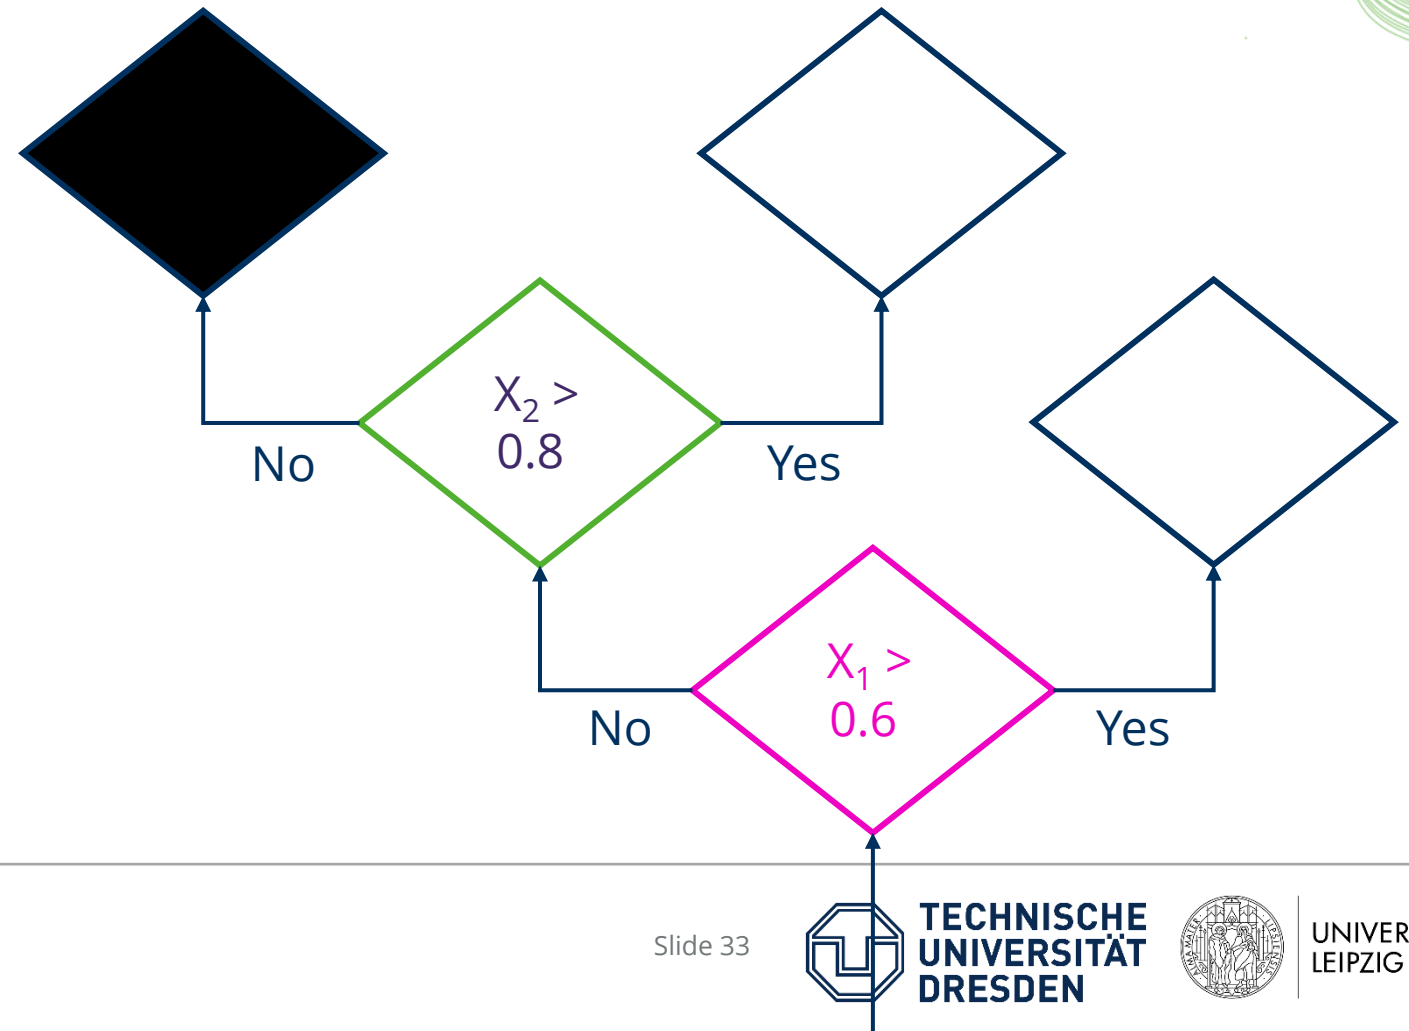 X₂ >
0.8
No
Yes
X₁ >
0.6
No
Yes
Slide 33
TECHNISCHE
UNIVERSITÄT
DRESDEN
UNIVER
LEIPZIG